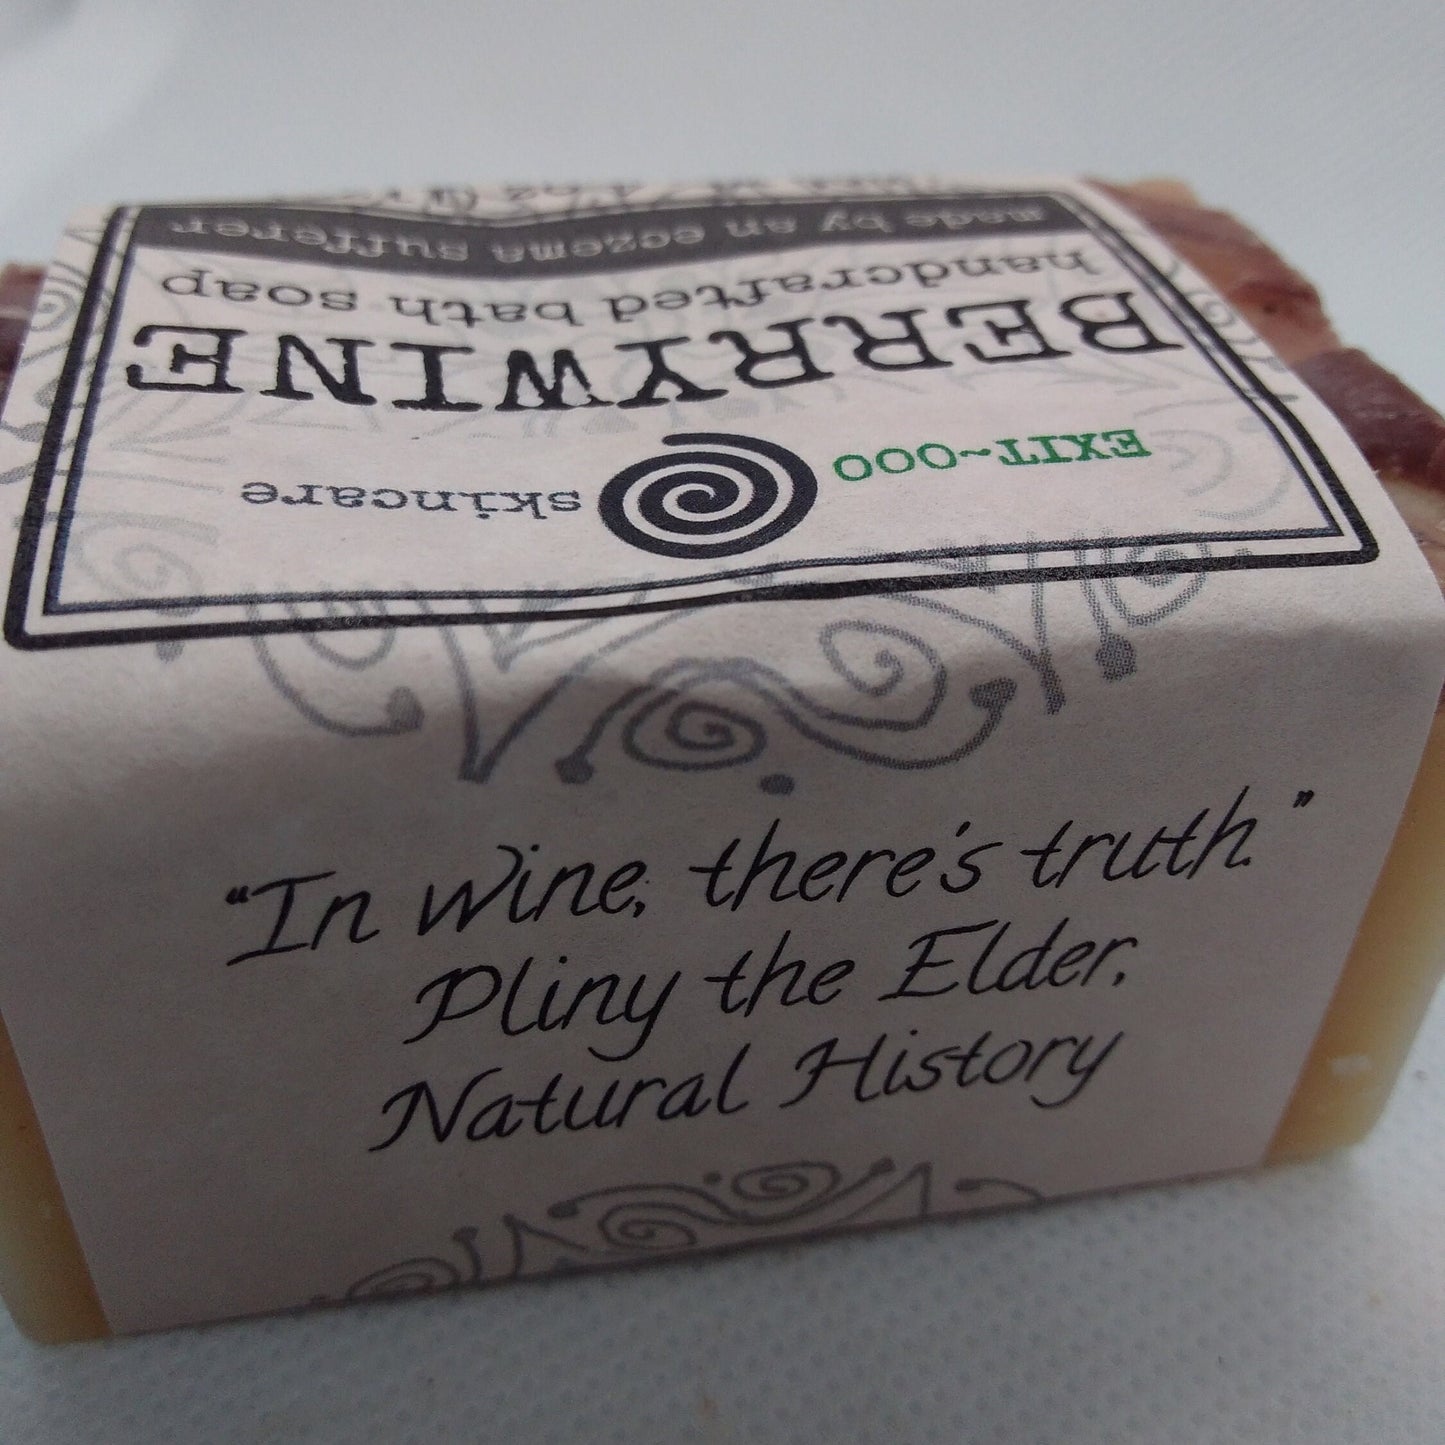 EXIT~OOO skincare
BERRYWINE
handcrafted bath soap
made by an eczema sufferer
"In Wine, there's truth."
Pliny the Elder,
Natural History